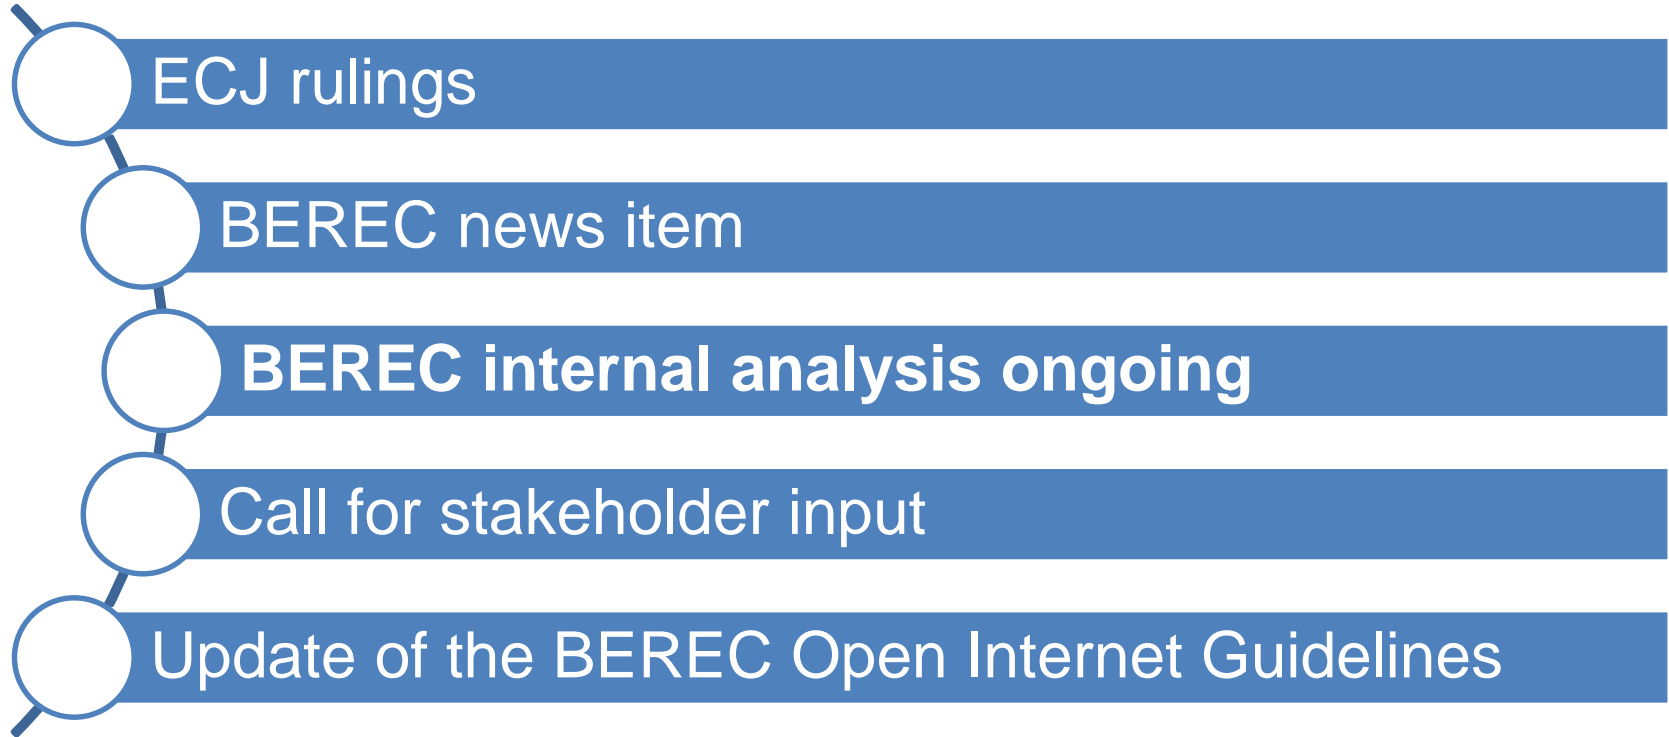 ECJ rulings
BEREC news item
BEREC internal analysis ongoing
Call for stakeholder input
Update of the BEREC Open Internet Guidelines